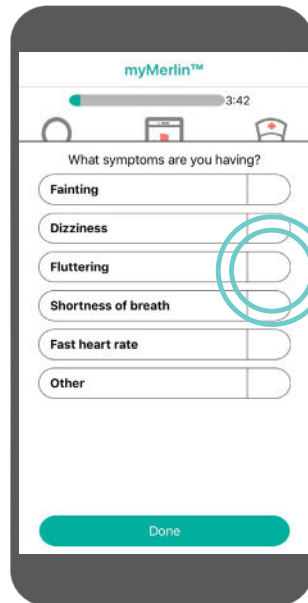 myMerlin™
3:42
What symptoms are you having?
Fainting
Dizziness
Fluttering
Shortness of breath
Fast heart rate
Other
Done